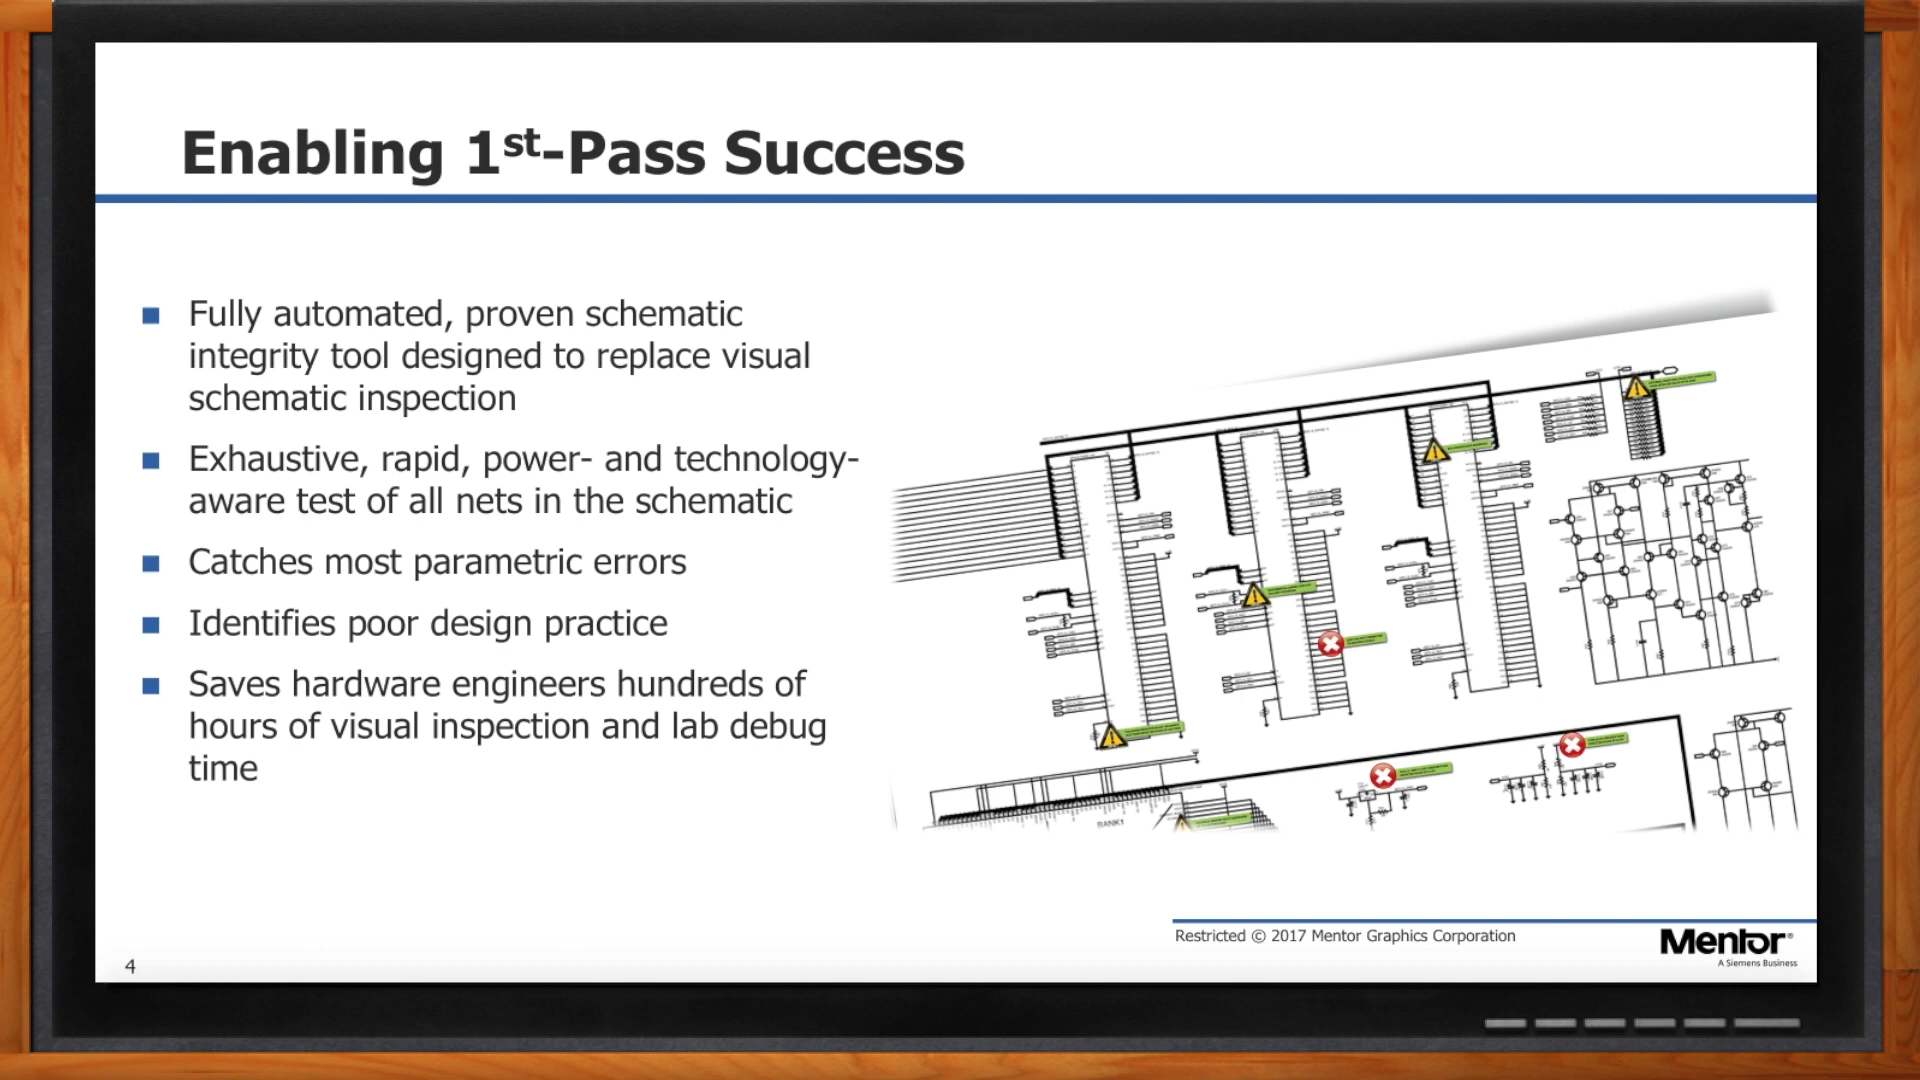 Enabling 1st-Pass Success
Fully automated, proven schematic
integrity tool designed to replace visual
schematic inspection
Exhaustive, rapid, power- and technology-
aware test of all nets in the schematic
Catches most parametric errors
Identifies poor design practice
Saves hardware engineers hundreds of
hours of visual inspection and lab debug
time
BANK1
Restricted © 2017 Mentor Graphics Corporation
Mentor®
A Siemens Business
4